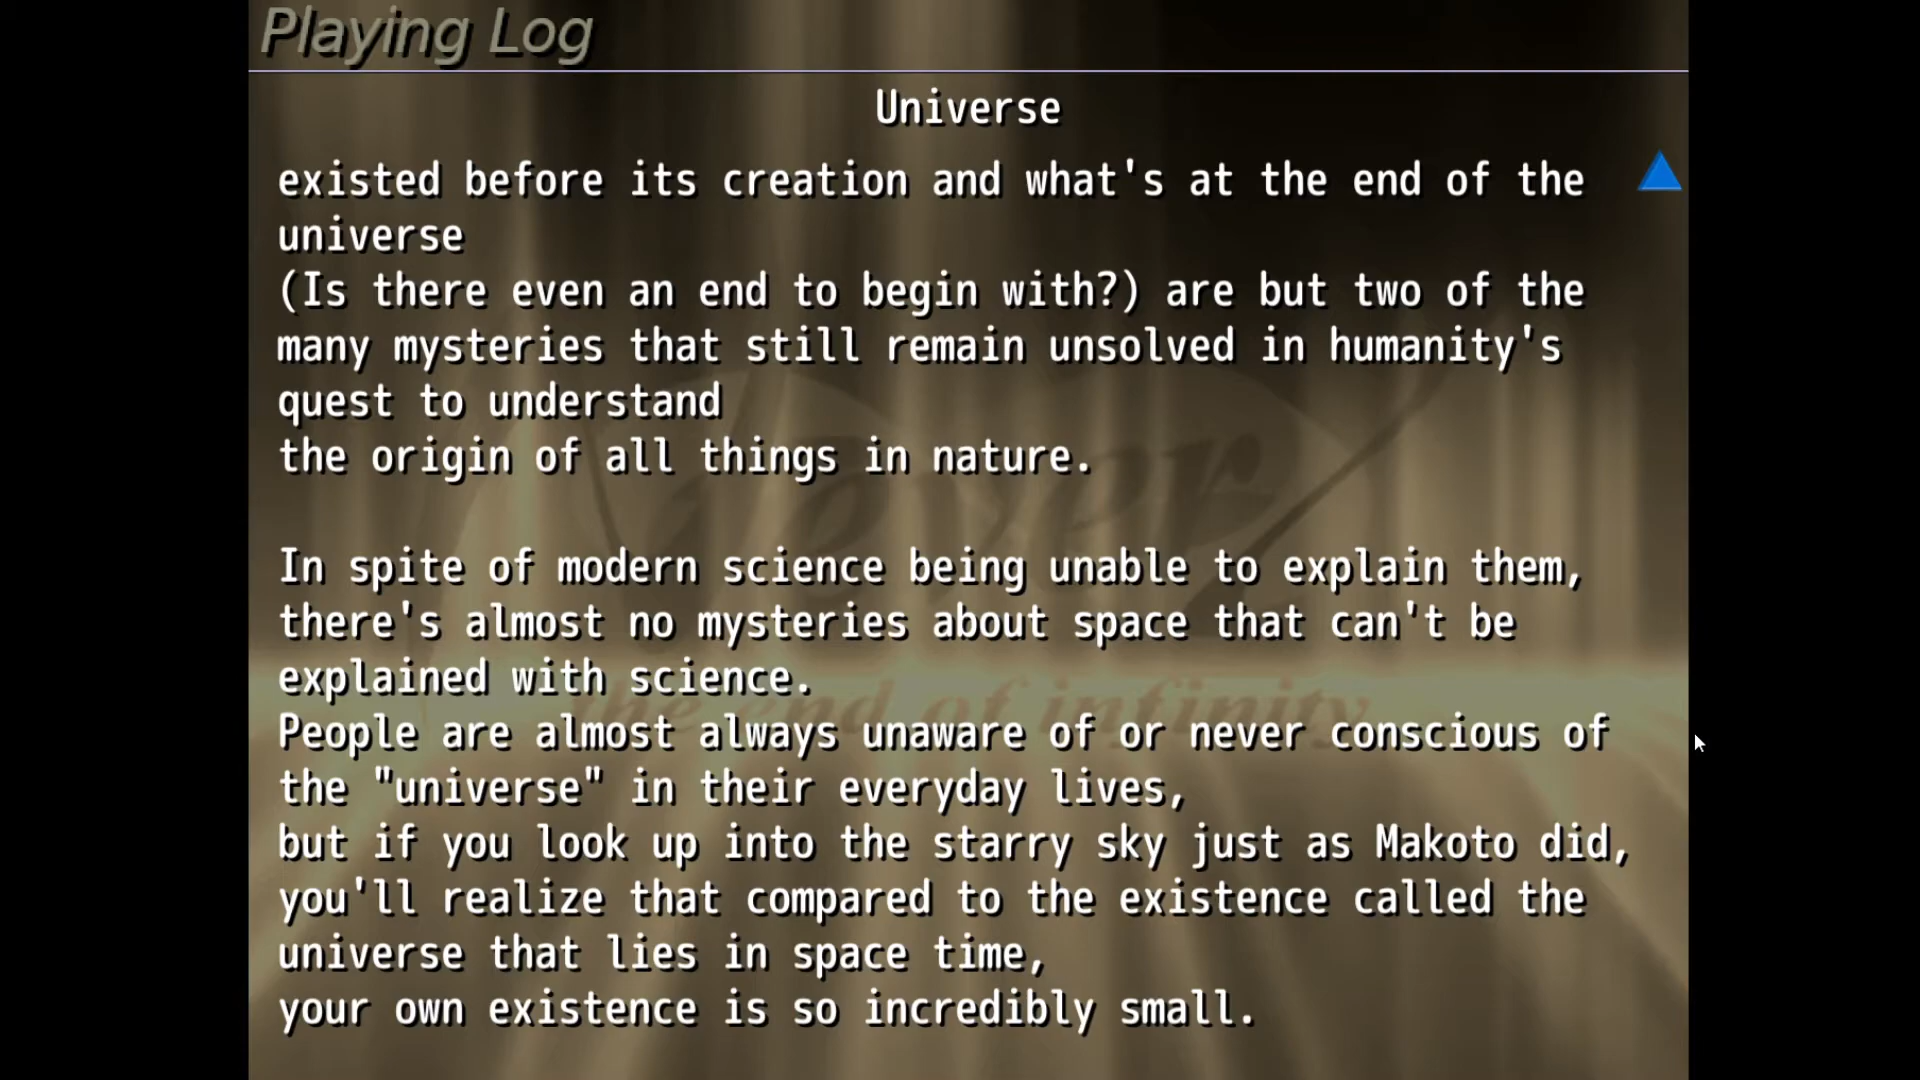 Playing Log
Universe
existed before its creation and what's at the end of the
universe
(Is there even an end to begin with?) are but two of the
many mysteries that still remain unsolved in humanity's
quest to understand
the origin of all things in nature.
In spite of modern science being unable to explain them,
there's almost no mysteries about space that can't be
explained with science.
People are almost always unaware of or never conscious of
the "universe" in their everyday lives,
but if you look up into the starry sky just as Makoto did,
you'll realize that compared to the existence called the
universe that lies in space time,
your own existence is so incredibly small.
Never7
the end of infinity